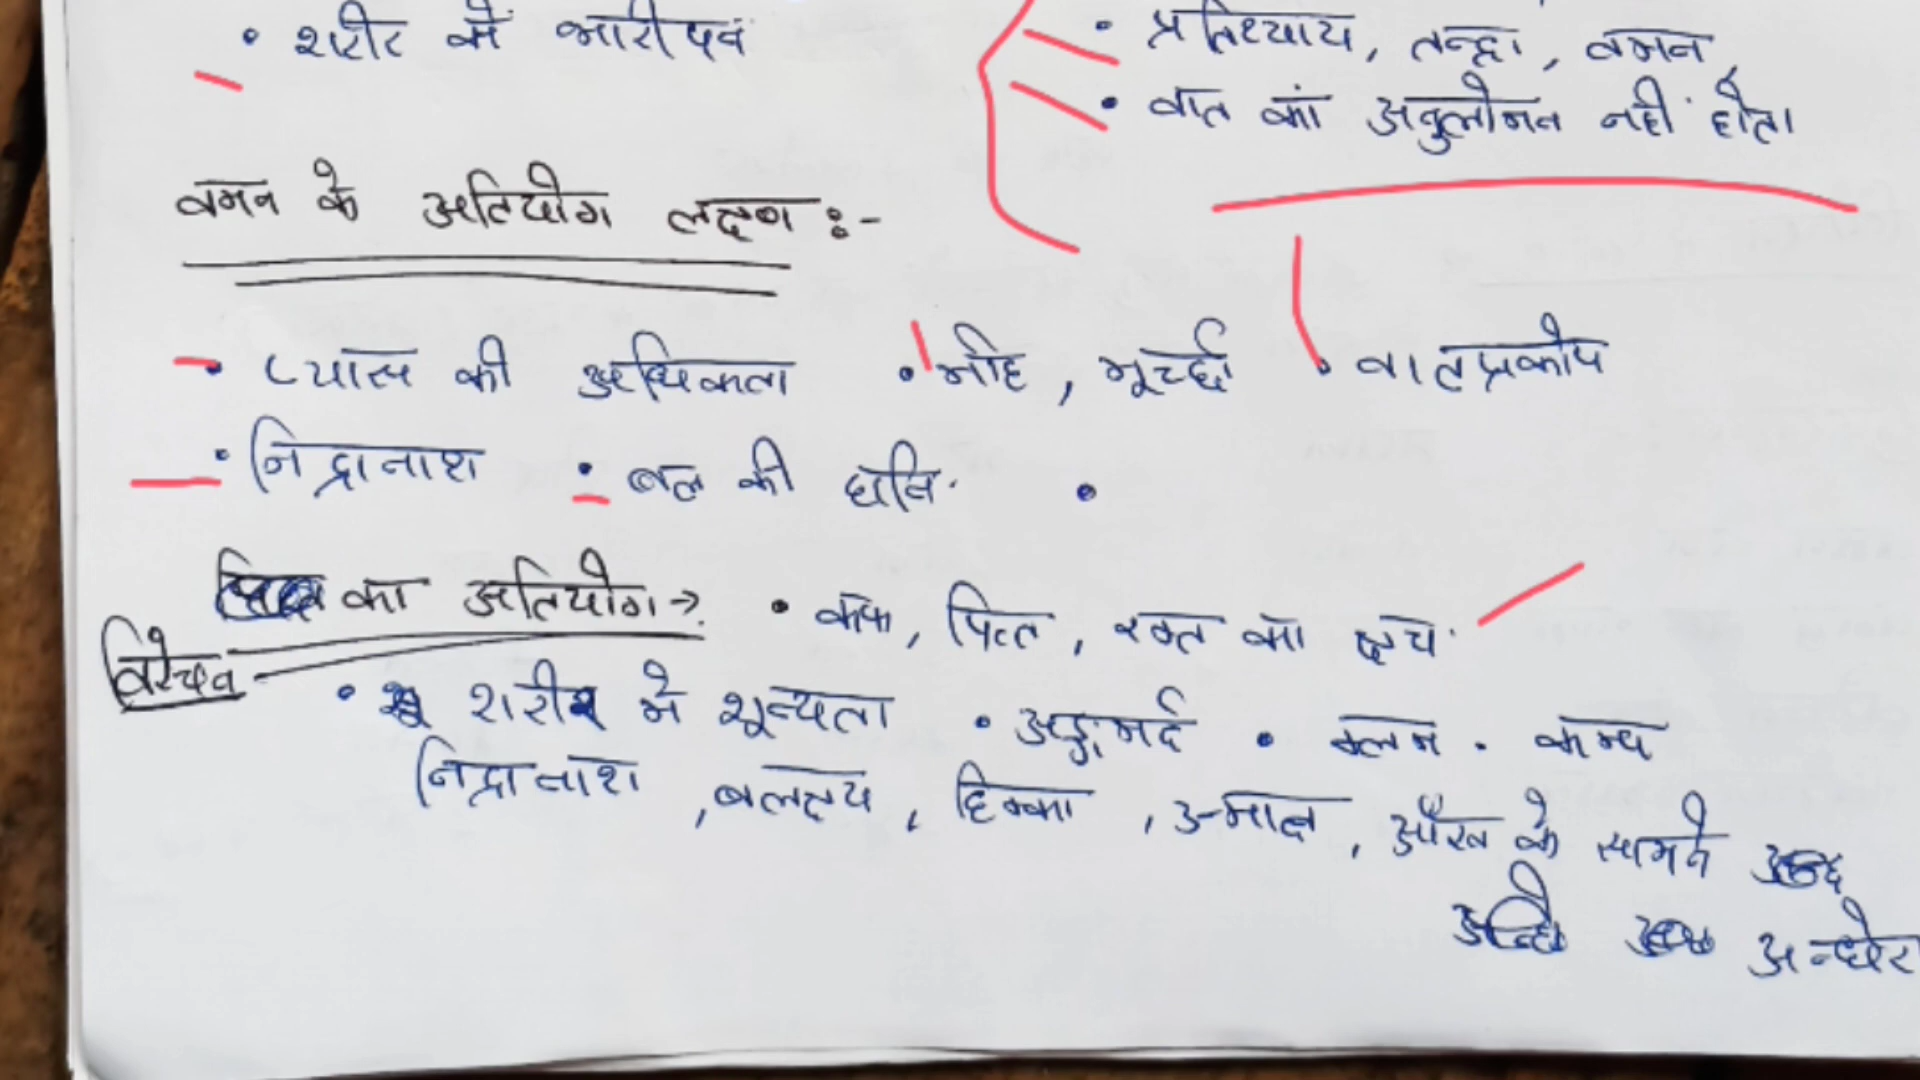 • शरीर में भारीपन
• प्रतिश्याय, तन्द्रा, वमन,
• वात का अनुलोमन नहीं होता
वमन के अतियोग लक्षण :-
• प्यास की अधिकता • मोह, मूर्च्छा • वातप्रकोप
• निद्रानाश • बल की हानि •
का अतियोग → • कफ, पित्त, रक्त का क्षय
विरेचन
• शरीर में शून्यता • अङ्गमर्द • क्लम • कम्प
निद्रानाश, बलक्षय, हिक्का, उन्माद, आँख के सामने
अन्धेरा